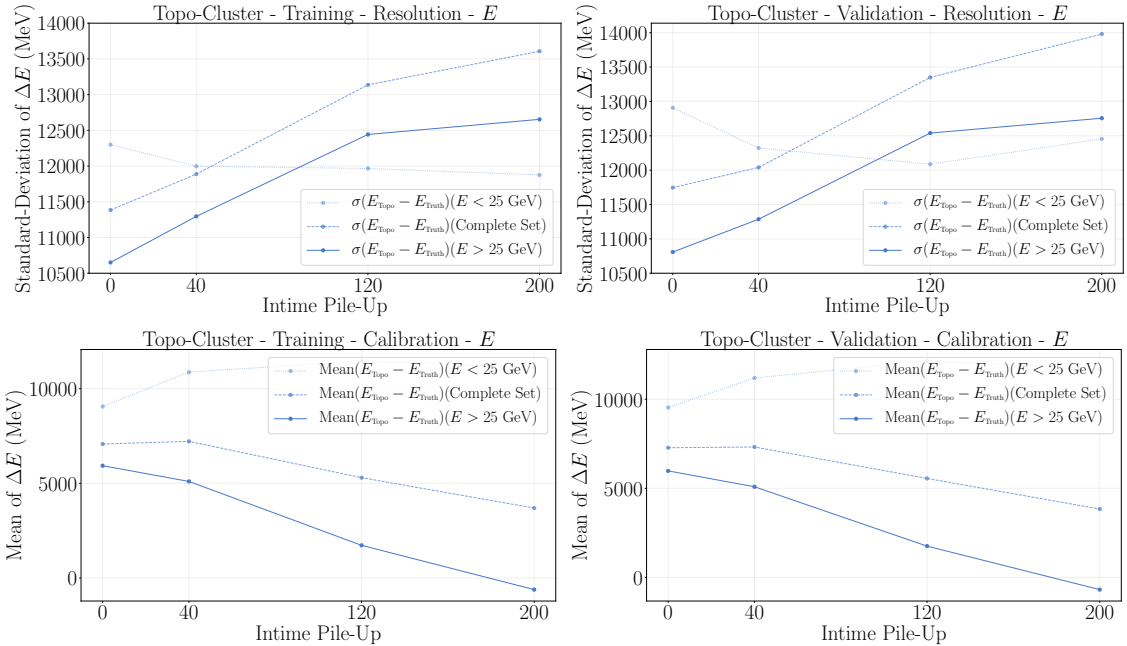 Topo-Cluster - Training - Resolution - E
Standard-Deviation of ΔE (MeV)
14000
13500
13000
12500
12000
11500
11000
10500
σ(E_Topo − E_Truth)(E < 25 GeV)
σ(E_Topo − E_Truth)(Complete Set)
σ(E_Topo − E_Truth)(E > 25 GeV)
0 40 120 200
Intime Pile-Up
Topo-Cluster - Validation - Resolution - E
Standard-Deviation of ΔE (MeV)
14000
13500
13000
12500
12000
11500
11000
10500
σ(E_Topo − E_Truth)(E < 25 GeV)
σ(E_Topo − E_Truth)(Complete Set)
σ(E_Topo − E_Truth)(E > 25 GeV)
0 40 120 200
Intime Pile-Up
Topo-Cluster - Training - Calibration - E
Mean of ΔE (MeV)
10000
5000
0
Mean(E_Topo − E_Truth)(E < 25 GeV)
Mean(E_Topo − E_Truth)(Complete Set)
Mean(E_Topo − E_Truth)(E > 25 GeV)
0 40 120 200
Intime Pile-Up
Topo-Cluster - Validation - Calibration - E
Mean of ΔE (MeV)
10000
5000
0
Mean(E_Topo − E_Truth)(E < 25 GeV)
Mean(E_Topo − E_Truth)(Complete Set)
Mean(E_Topo − E_Truth)(E > 25 GeV)
0 40 120 200
Intime Pile-Up